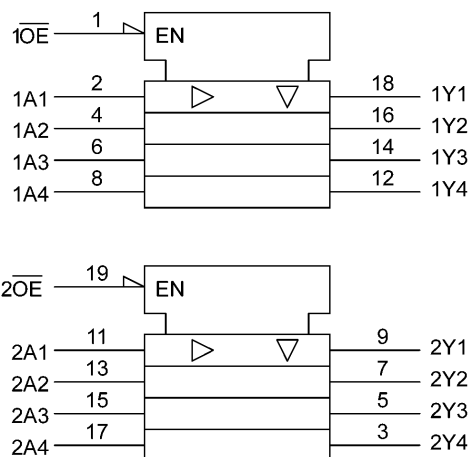 1OE 1 EN
1A1 2 18 1Y1
1A2 4 16 1Y2
1A3 6 14 1Y3
1A4 8 12 1Y4
2OE 19 EN
2A1 11 9 2Y1
2A2 13 7 2Y2
2A3 15 5 2Y3
2A4 17 3 2Y4